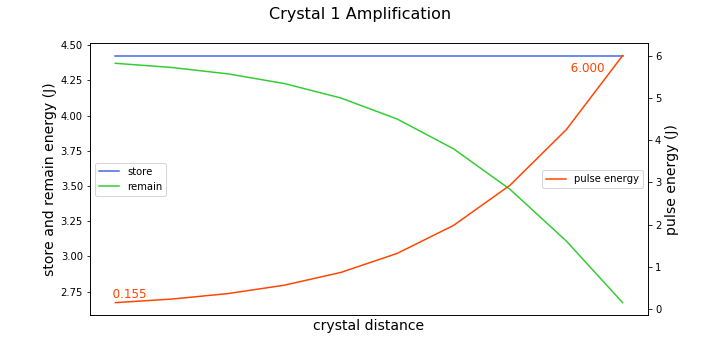 Crystal 1 Amplification
store and remain energy (J)
4.50
4.25
4.00
3.75
3.50
3.25
3.00
2.75
store
remain
0.155
6.000
pulse energy
6
5
4
3
2
1
0
pulse energy (J)
crystal distance